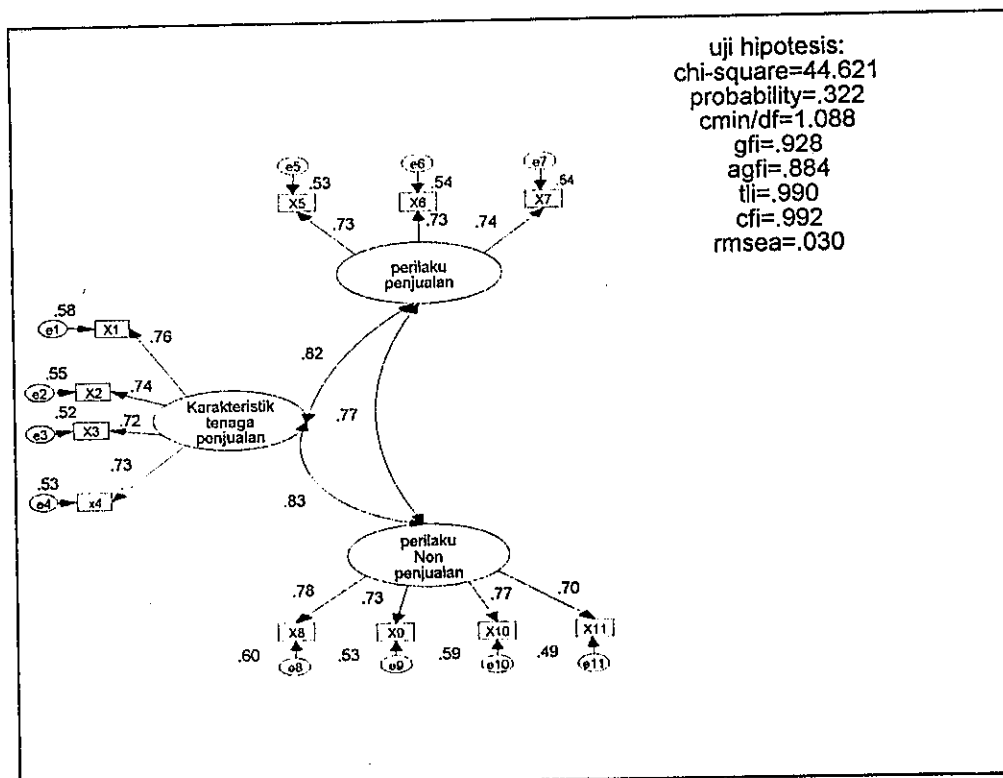 uji hipotesis:
chi-square=44.621
probability=.322
cmin/df=1.088
gfi=.928
agfi=.884
tli=.990
cfi=.992
rmsea=.030
e5
e6
e7
.53
.54
.54
X5
X6
X7
.73
.73
.74
perilaku
penjualan
.58
e1
X1
.76
.82
.55
e2
X2
.74
.77
Karakteristik
tenaga
penjualan
.52
e3
X3
.72
.73
.53
e4
x4
.83
perilaku
Non
penjualan
.78
.73
.77
.70
X8
X9
X10
X11
.60
.53
.59
.49
e8
e9
e10
e11